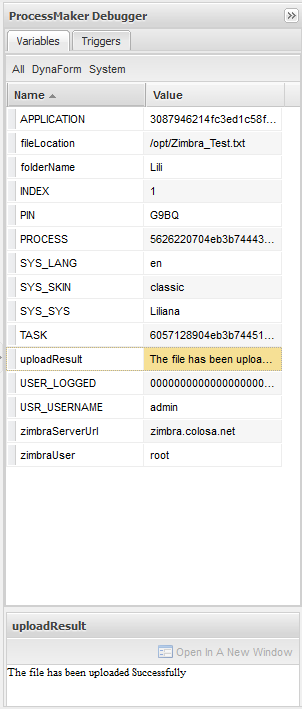 ProcessMaker Debugger
Variables Triggers
All DynaForm System
Name Value
APPLICATION 3087946214fc3ed1c58f...
fileLocation /opt/Zimbra_Test.txt
folderName Lili
INDEX 1
PIN G9BQ
PROCESS 5626220704eb3b74443...
SYS_LANG en
SYS_SKIN classic
SYS_SYS Liliana
TASK 6057128904eb3b74451...
uploadResult The file has been uploa...
USER_LOGGED 00000000000000000000...
USR_USERNAME admin
zimbraServerUrl zimbra.colosa.net
zimbraUser root
uploadResult
Open In A New Window
The file has been uploaded Successfully